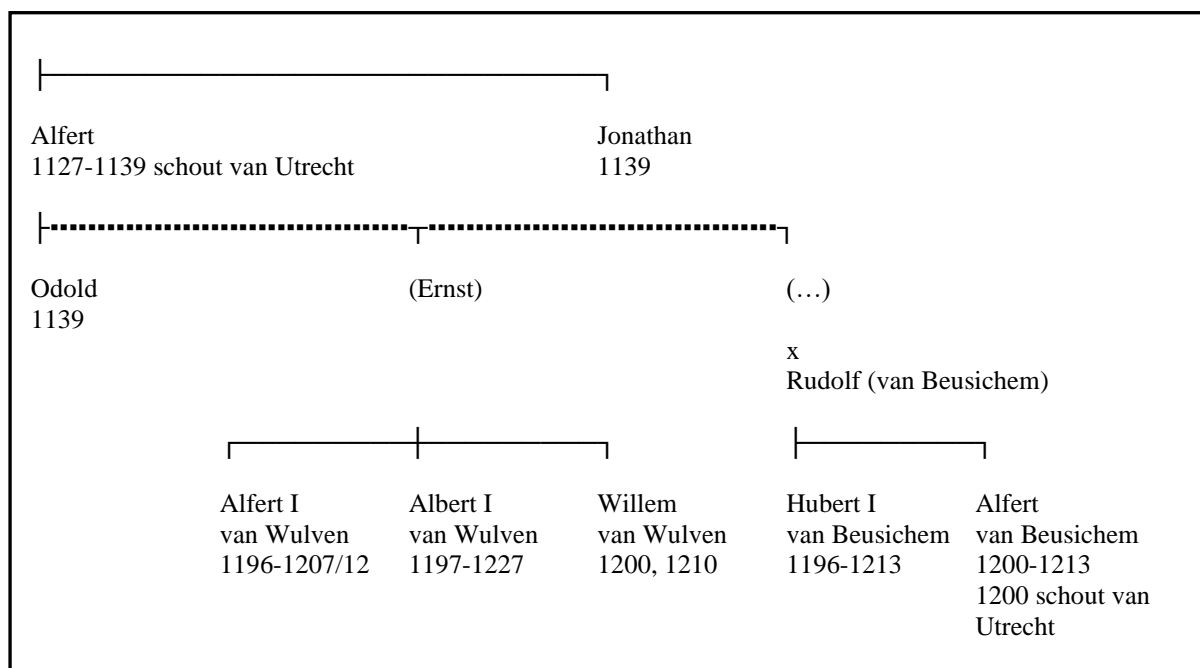 Alfert Jonathan
1127-1139 schout van Utrecht 1139
Odold (Ernst) (…)
1139
x
Rudolf (van Beusichem)
Alfert I Albert I Willem Hubert I Alfert
van Wulven van Wulven van Wulven van Beusichem van Beusichem
1196-1207/12 1197-1227 1200, 1210 1196-1213 1200-1213
1200 schout van
Utrecht